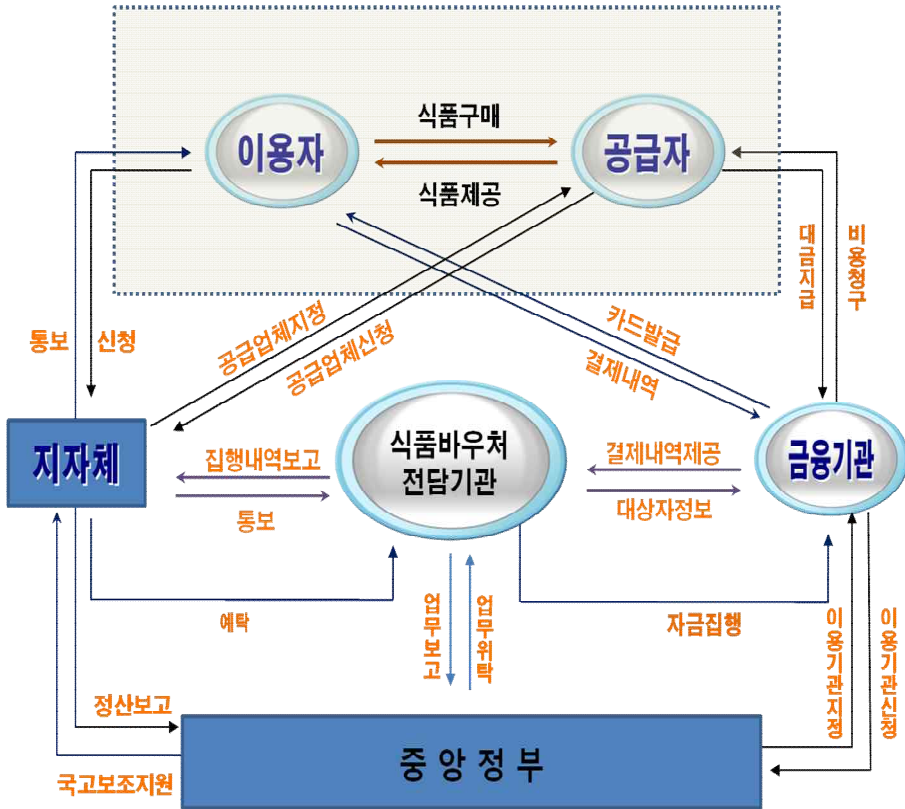 식품구매
이용자
공급자
식품제공
대금지급
비용청구
통보
신청
공급업체지정
공급업체신청
카드발급
결제내역
지자체
집행내역보고
통보
식품바우처
전담기관
결제내역제공
대상자정보
금융기관
예탁
업무보고
업무위탁
자금집행
이용기관지정
이용기관신청
정산보고
국고보조지원
중앙정부